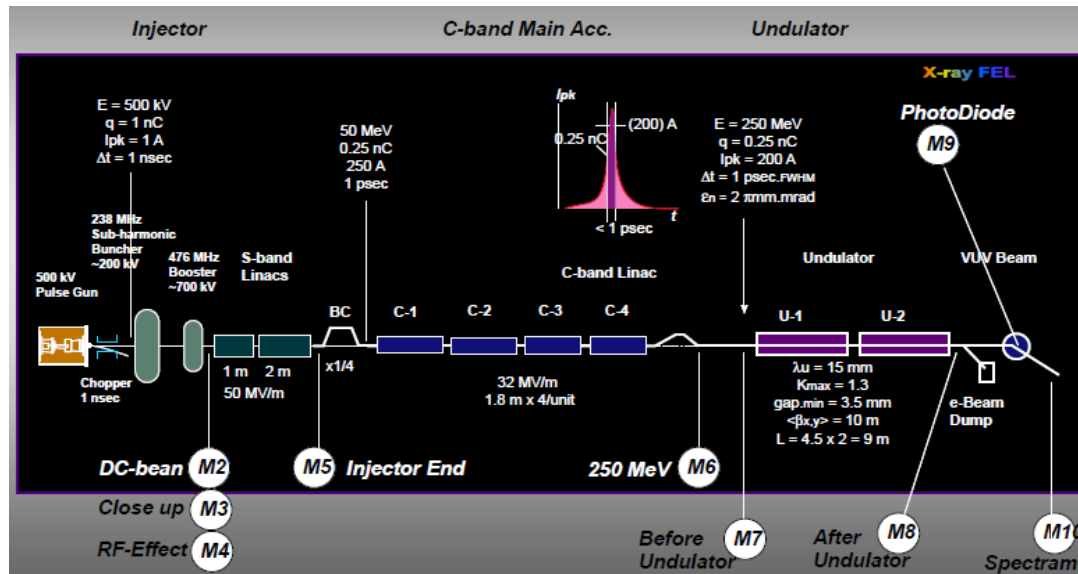 Injector
C-band Main Acc.
Undulator
X-ray FEL
E = 500 kV
q = 1 nC
Ipk = 1 A
Δt = 1 nsec
50 MeV
0.25 nC
250 A
1 psec
Ipk
(200) A
0.25 nC
t
< 1 psec
E = 250 MeV
q = 0.25 nC
Ipk = 200 A
Δt = 1 psec.FWHM
εn = 2 πmm.mrad
PhotoDiode
M9
238 MHz
Sub-harmonic
Buncher
~200 kV
476 MHz
Booster
~700 kV
S-band
Linacs
500 kV
Pulse Gun
C-band Linac
Undulator
VUV Beam
BC
C-1
C-2
C-3
C-4
U-1
U-2
Chopper
1 nsec
1 m
2 m
50 MV/m
x1/4
32 MV/m
1.8 m x 4/unit
λu = 15 mm
Kmax = 1.3
gap.min = 3.5 mm
<βx,y> = 10 m
L = 4.5 x 2 = 9 m
e-Beam
Dump
DC-bean M2
M5 Injector End
250 MeV M6
Close up M3
RF-Effect M4
Before
Undulator
M7
After
Undulator
M8
M10
Spectram